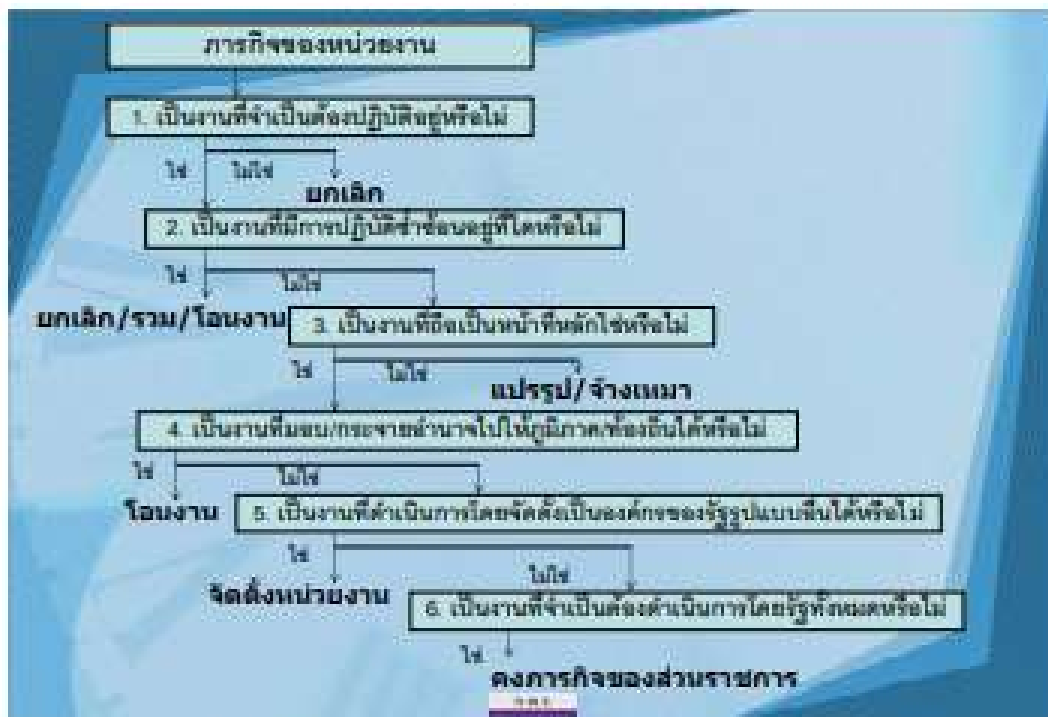 ภารกิจของหน่วยงาน
1. เป็นงานที่จำเป็นต้องปฏิบัติอยู่หรือไม่
ใช่ ไม่ใช่
ยกเลิก
2. เป็นงานที่มีการปฏิบัติซ้ำซ้อนอยู่ที่ใดหรือไม่
ใช่ ไม่ใช่
ยกเลิก/รวม/โอนงาน
3. เป็นงานที่ถือเป็นหน้าที่หลักใช่หรือไม่
ใช่ ไม่ใช่
แปรรูป/จ้างเหมา
4. เป็นงานที่มอบ/กระจายอำนาจไปให้ภูมิภาค/ท้องถิ่นได้หรือไม่
ใช่ ไม่ใช่
โอนงาน
5. เป็นงานที่ดำเนินการโดยจัดตั้งเป็นองค์กรของรัฐรูปแบบอื่นได้หรือไม่
ใช่ ไม่ใช่
จัดตั้งหน่วยงาน
6. เป็นงานที่จำเป็นต้องดำเนินการโดยรัฐทั้งหมดหรือไม่
ใช่
คงภารกิจของส่วนราชการ